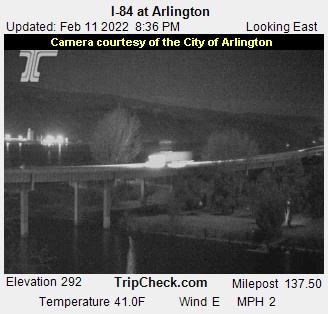 I-84 at Arlington
Updated: Feb 11 2022 8:36 PM Looking East
Camera courtesy of the City of Arlington
Elevation 292 TripCheck.com Milepost 137.50
Temperature 41.0F Wind E MPH 2